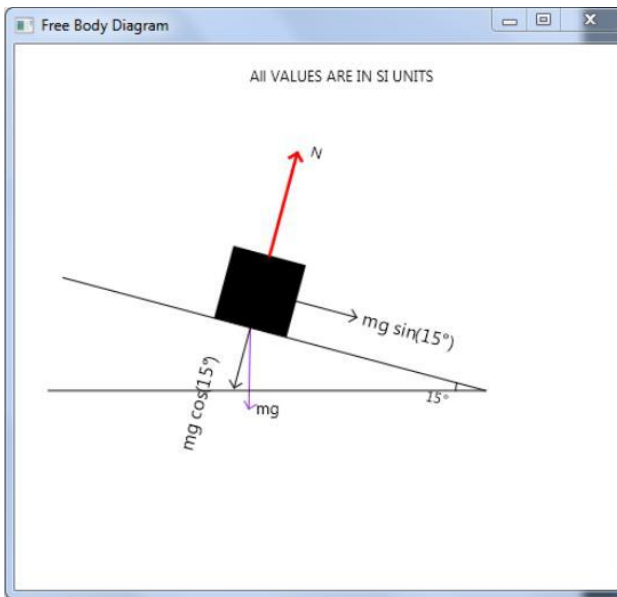 Free Body Diagram
All VALUES ARE IN SI UNITS
N
mg sin(15°)
mg cos(15°)
mg
15°